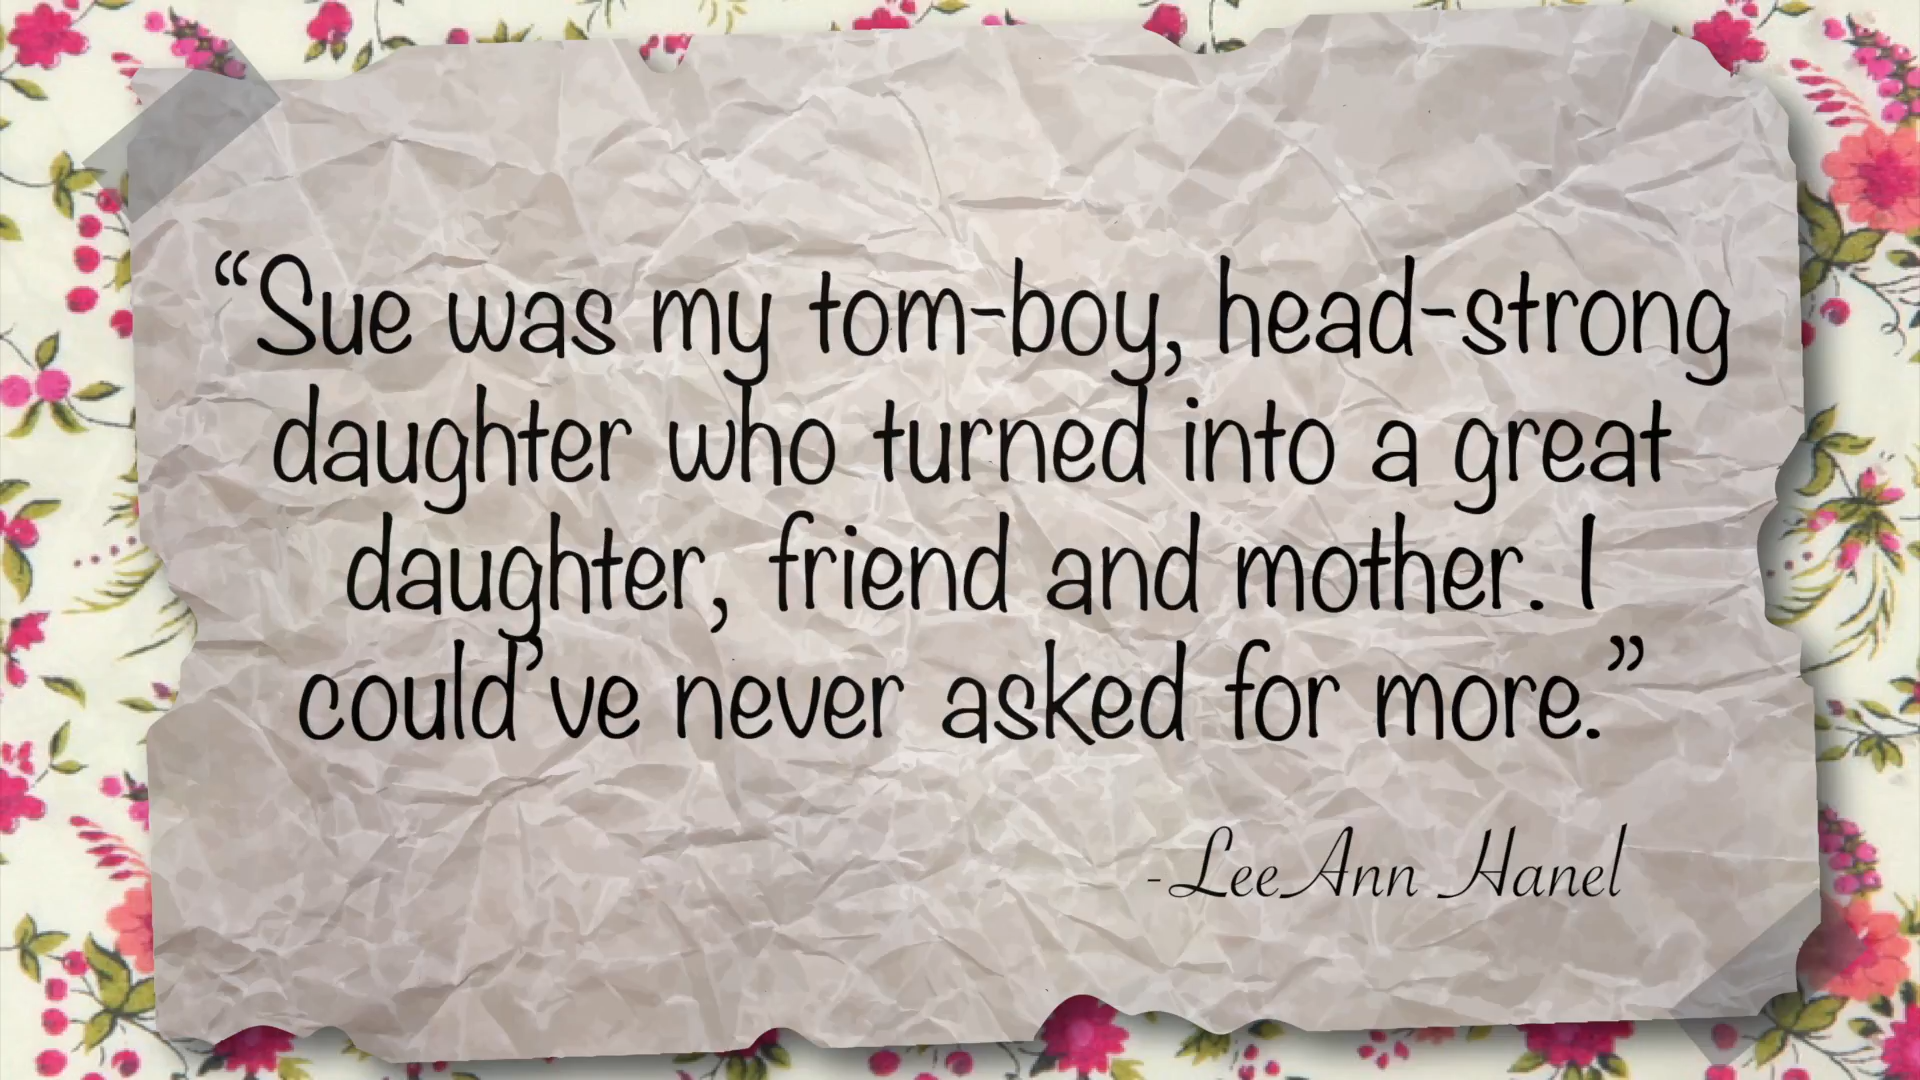 “Sue was my tom-boy, head-strong
daughter who turned into a great
daughter, friend and mother. I
could’ve never asked for more.”
-LeeAnn Hanel